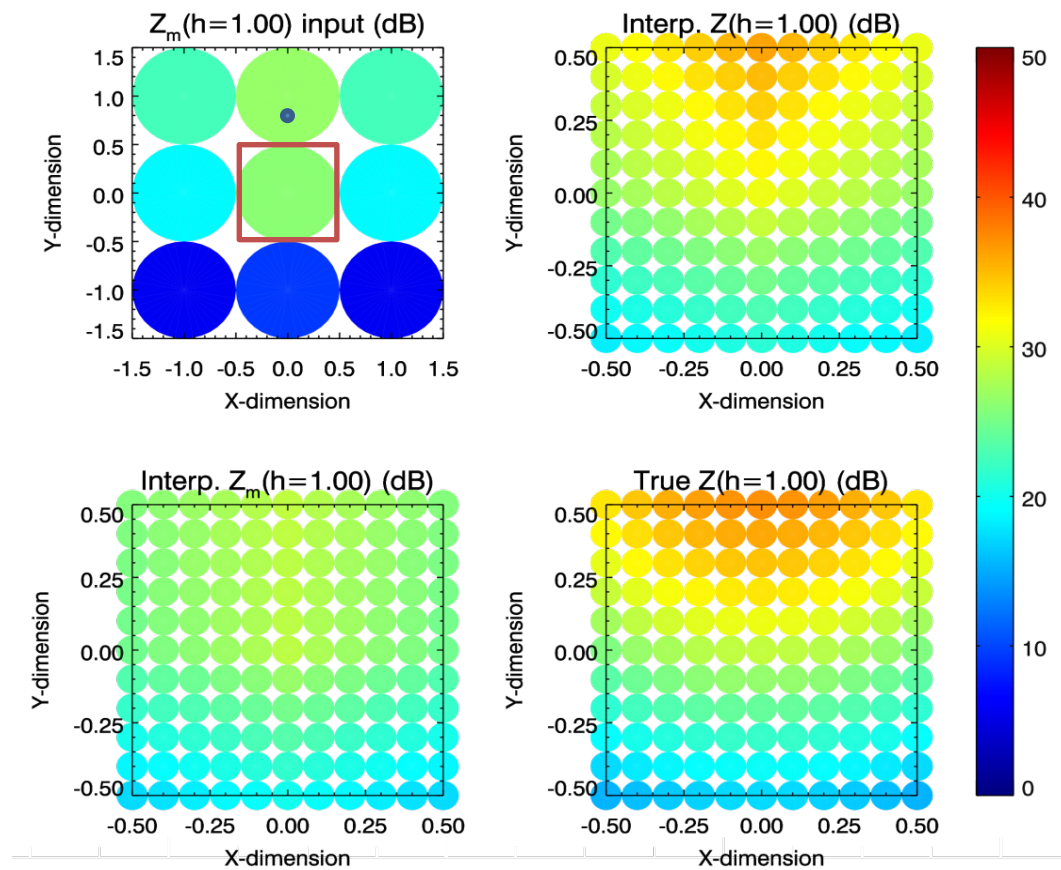 Zm(h=1.00) input (dB)
1.5
1.0
0.5
0.0
-0.5
-1.0
-1.5
Y-dimension
-1.5 -1.0 -0.5 0.0 0.5 1.0 1.5
X-dimension
Interp. Z(h=1.00) (dB)
0.50
0.25
0.00
-0.25
-0.50
Y-dimension
-0.50 -0.25 0.00 0.25 0.50
X-dimension
50
40
30
20
10
0
Interp. Zm(h=1.00) (dB)
0.50
0.25
0.00
-0.25
-0.50
Y-dimension
-0.50 -0.25 0.00 0.25 0.50
X-dimension
True Z(h=1.00) (dB)
0.50
0.25
0.00
-0.25
-0.50
Y-dimension
-0.50 -0.25 0.00 0.25 0.50
X-dimension